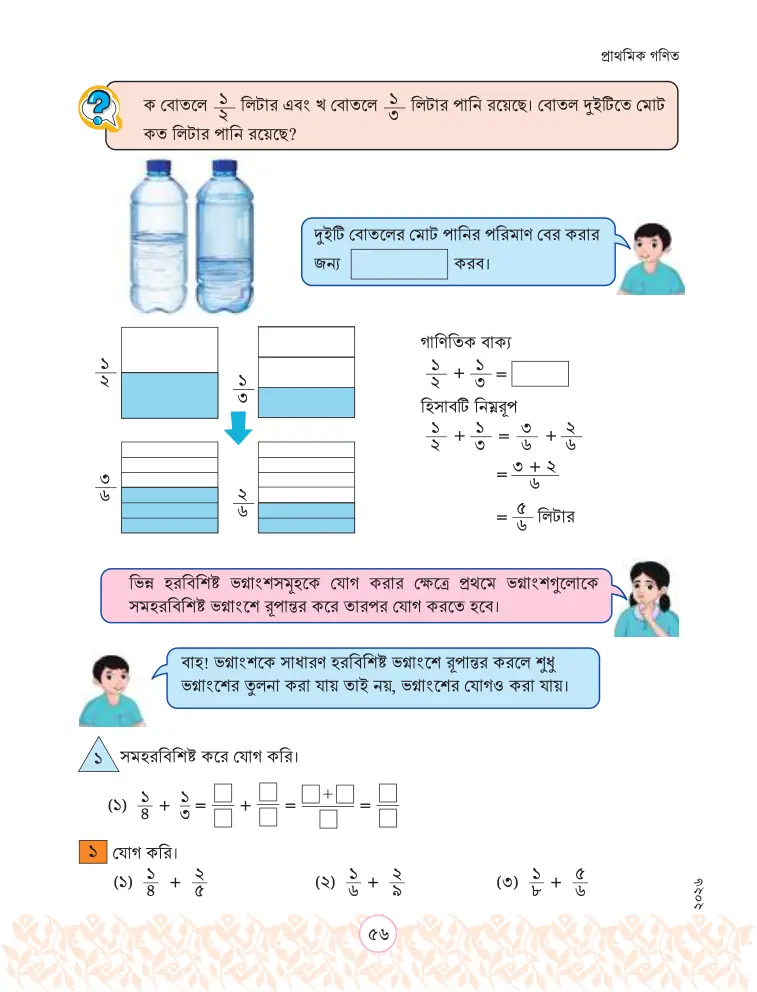 প্রাথমিক গণিত
ক বোতলে ১/২ লিটার এবং খ বোতলে ১/৩ লিটার পানি রয়েছে। বোতল দুইটিতে মোট
কত লিটার পানি রয়েছে?
দুইটি বোতলের মোট পানির পরিমাণ বের করার
জন্য করব।
গাণিতিক বাক্য
১/২ + ১/৩ =
হিসাবটি নিম্নরূপ
১/২ + ১/৩ = ৩/৬ + ২/৬
= ৩ + ২/৬
= ৫/৬ লিটার
১/২
১/৩
৩/৬
২/৬
ভিন্ন হরবিশিষ্ট ভগ্নাংশসমূহকে যোগ করার ক্ষেত্রে প্রথমে ভগ্নাংশগুলোকে
সমহরবিশিষ্ট ভগ্নাংশে রূপান্তর করে তারপর যোগ করতে হবে।
বাহ! ভগ্নাংশকে সাধারণ হরবিশিষ্ট ভগ্নাংশে রূপান্তর করলে শুধু
ভগ্নাংশের তুলনা করা যায় তাই নয়, ভগ্নাংশের যোগও করা যায়।
১ সমহরবিশিষ্ট করে যোগ করি।
(১) ১/৪ + ১/৩ = □/□ + □/□ = □+□/□ = □/□
১ যোগ করি।
(১) ১/৪ + ২/৫ (২) ১/৬ + ২/৯ (৩) ১/৮ + ৫/৬
২০২৬
৫৬